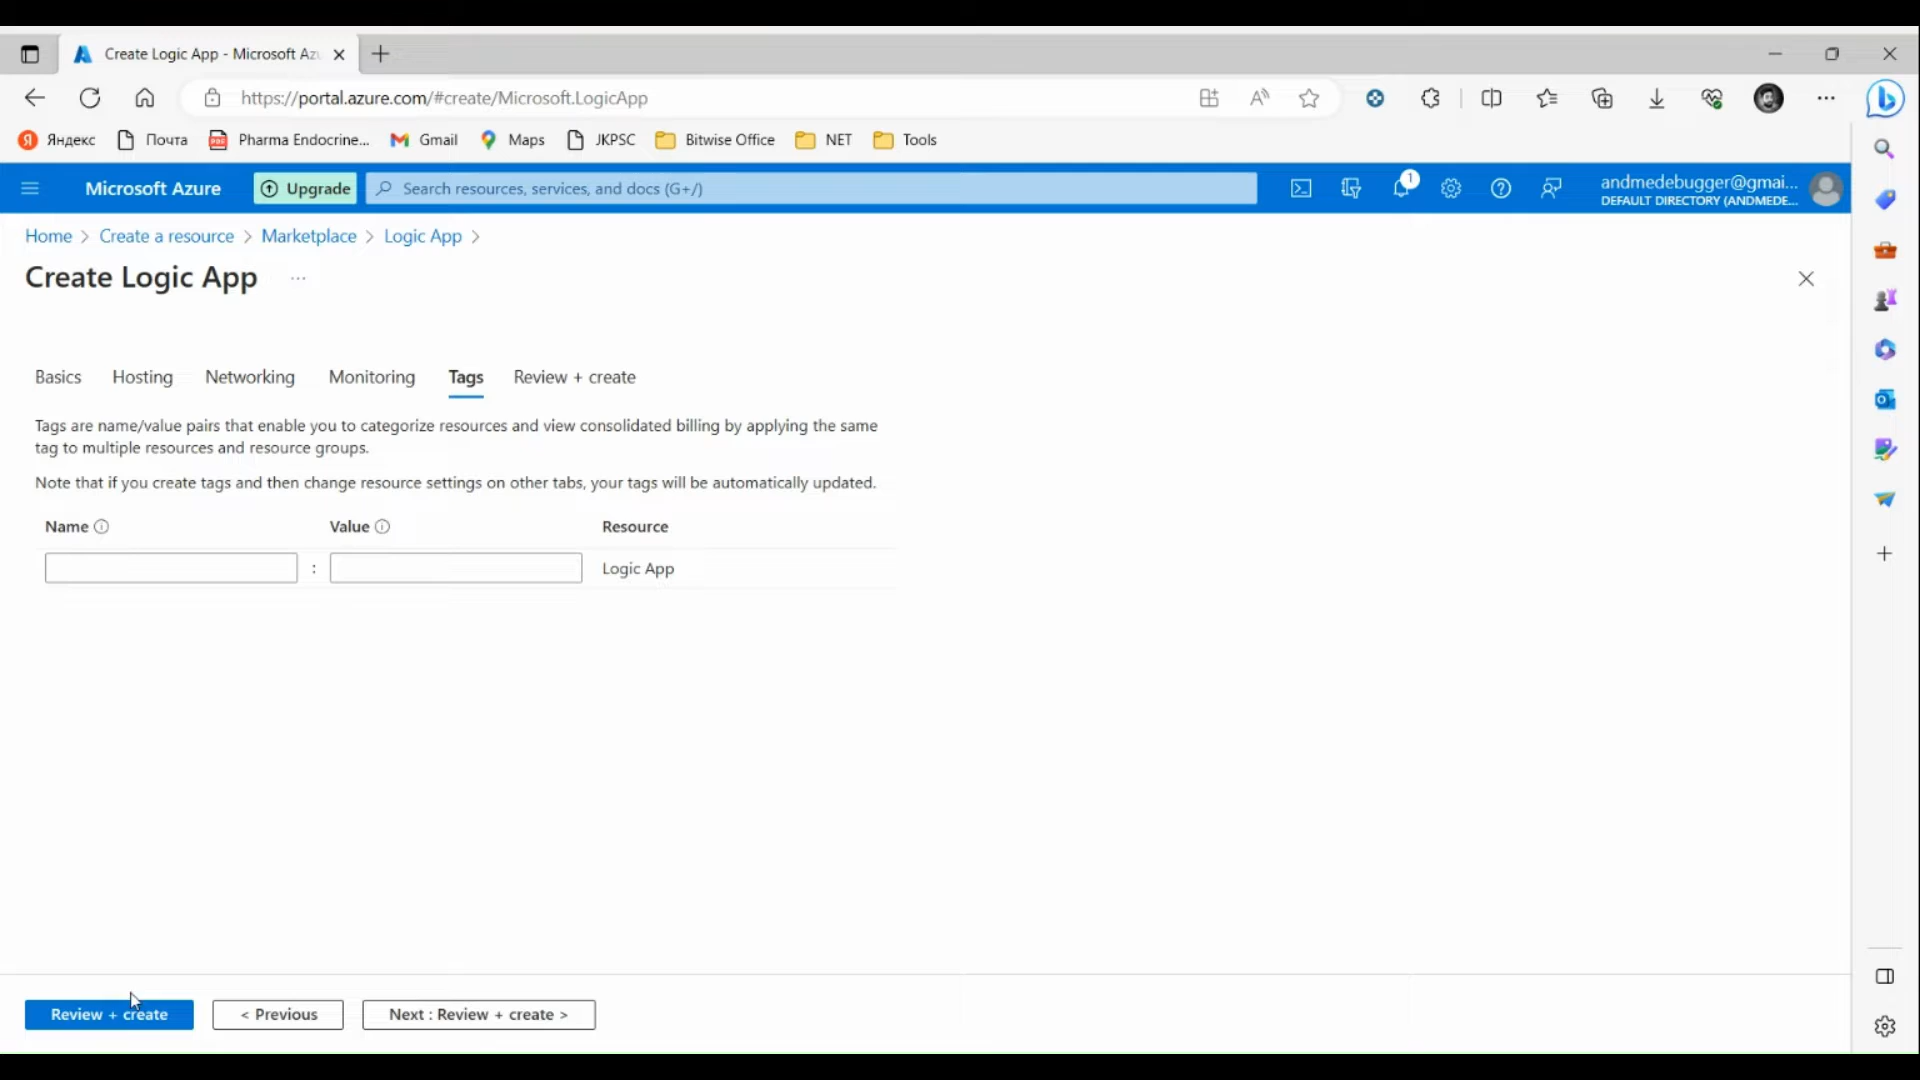 Create Logic App - Microsoft Az
https://portal.azure.com/#create/Microsoft.LogicApp
Яндекс Почта Pharma Endocrine... Gmail Maps JKPSC Bitwise Office NET Tools
Microsoft Azure Upgrade Search resources, services, and docs (G+/) 1 andmedebugger@gmai...
DEFAULT DIRECTORY (ANDMEDE...
Home > Create a resource > Marketplace > Logic App >
Create Logic App ...
Basics Hosting Networking Monitoring Tags Review + create
Tags are name/value pairs that enable you to categorize resources and view consolidated billing by applying the same
tag to multiple resources and resource groups.
Note that if you create tags and then change resource settings on other tabs, your tags will be automatically updated.
Name Value Resource
: Logic App
Review + create < Previous Next : Review + create >